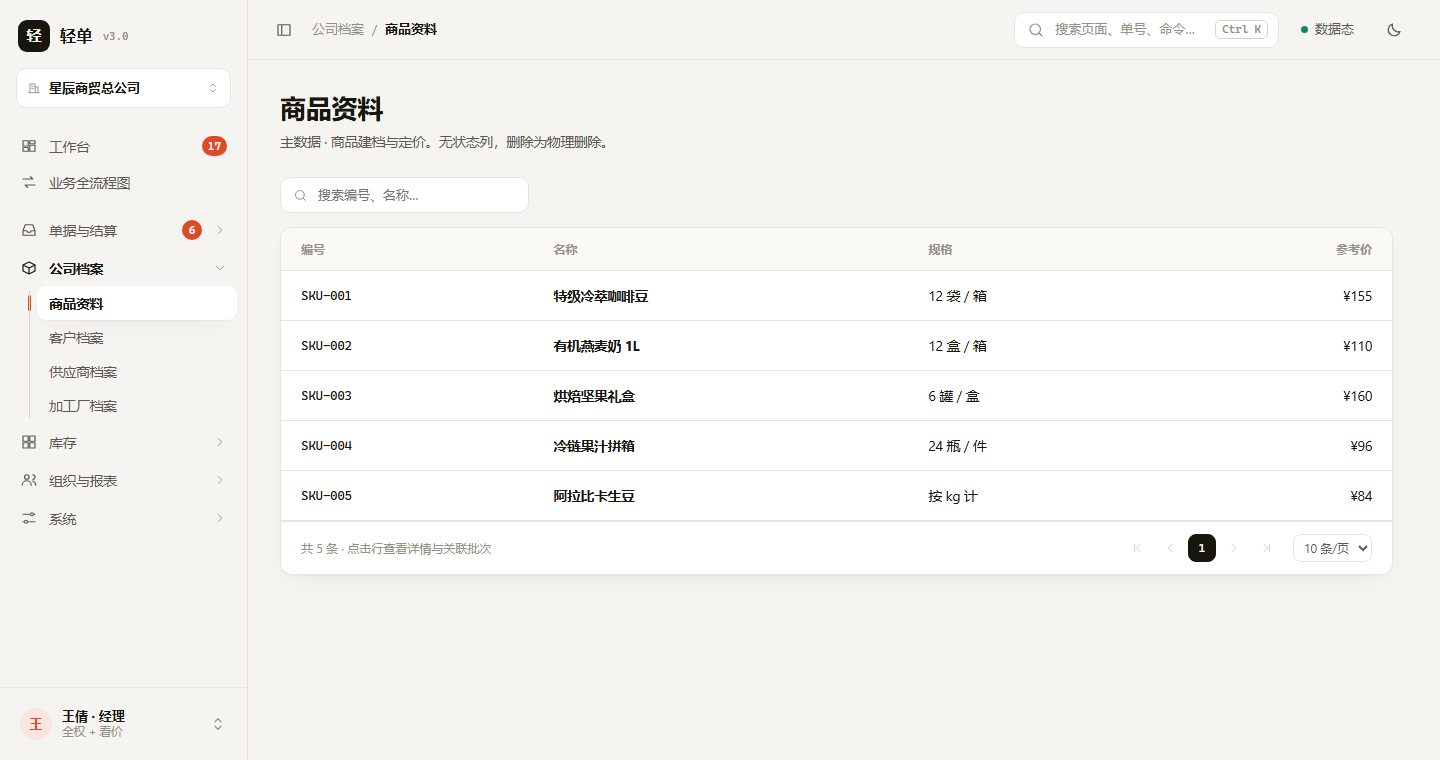 轻 轻单 v3.0
星辰商贸总公司
工作台 17
业务全流程图
单据与结算 6
公司档案
商品资料
客户档案
供应商档案
加工厂档案
库存
组织与报表
系统
王 王倩 · 经理
全权 + 看价
公司档案 / 商品资料
搜索页面、单号、命令... Ctrl K
数据态
商品资料
主数据 · 商品建档与定价。无状态列，删除为物理删除。
搜索编号、名称...
编号 名称 规格 参考价
SKU-001 特级冷萃咖啡豆 12 袋 / 箱 ¥155
SKU-002 有机燕麦奶 1L 12 盒 / 箱 ¥110
SKU-003 烘焙坚果礼盒 6 罐 / 盒 ¥160
SKU-004 冷链果汁拼箱 24 瓶 / 件 ¥96
SKU-005 阿拉比卡生豆 按 kg 计 ¥84
共 5 条 · 点击行查看详情与关联批次 1 10 条/页